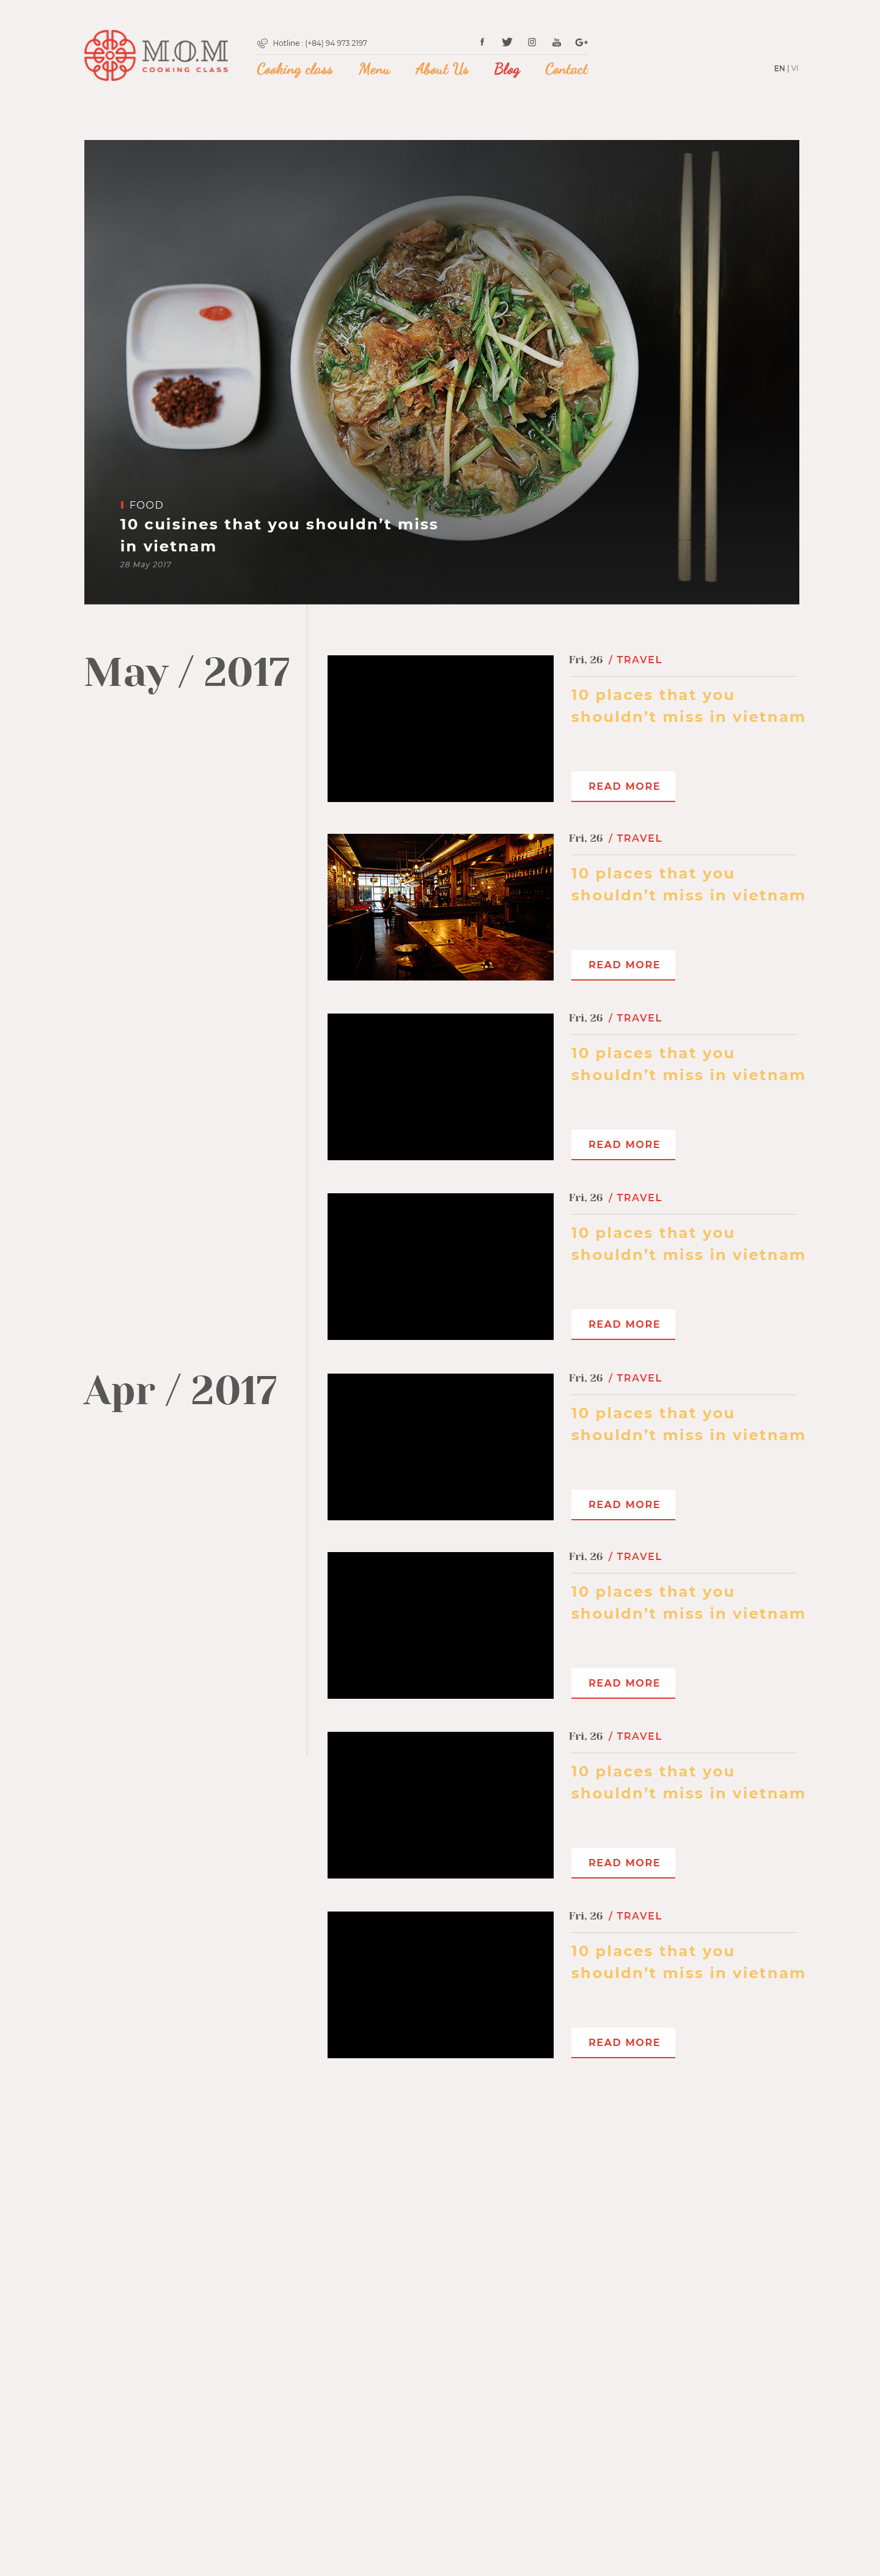 M.O.M
COOKING CLASS
Hotline : (+84) 94 973 2197
Cooking class Menu About Us Blog Contact
EN | VI
FOOD
10 cuisines that you shouldn't miss
in vietnam
28 May 2017
May / 2017
Fri, 26 / TRAVEL
10 places that you
shouldn't miss in vietnam
READ MORE
Fri, 26 / TRAVEL
10 places that you
shouldn't miss in vietnam
READ MORE
Fri, 26 / TRAVEL
10 places that you
shouldn't miss in vietnam
READ MORE
Fri, 26 / TRAVEL
10 places that you
shouldn't miss in vietnam
READ MORE
Apr / 2017
Fri, 26 / TRAVEL
10 places that you
shouldn't miss in vietnam
READ MORE
Fri, 26 / TRAVEL
10 places that you
shouldn't miss in vietnam
READ MORE
Fri, 26 / TRAVEL
10 places that you
shouldn't miss in vietnam
READ MORE
Fri, 26 / TRAVEL
10 places that you
shouldn't miss in vietnam
READ MORE